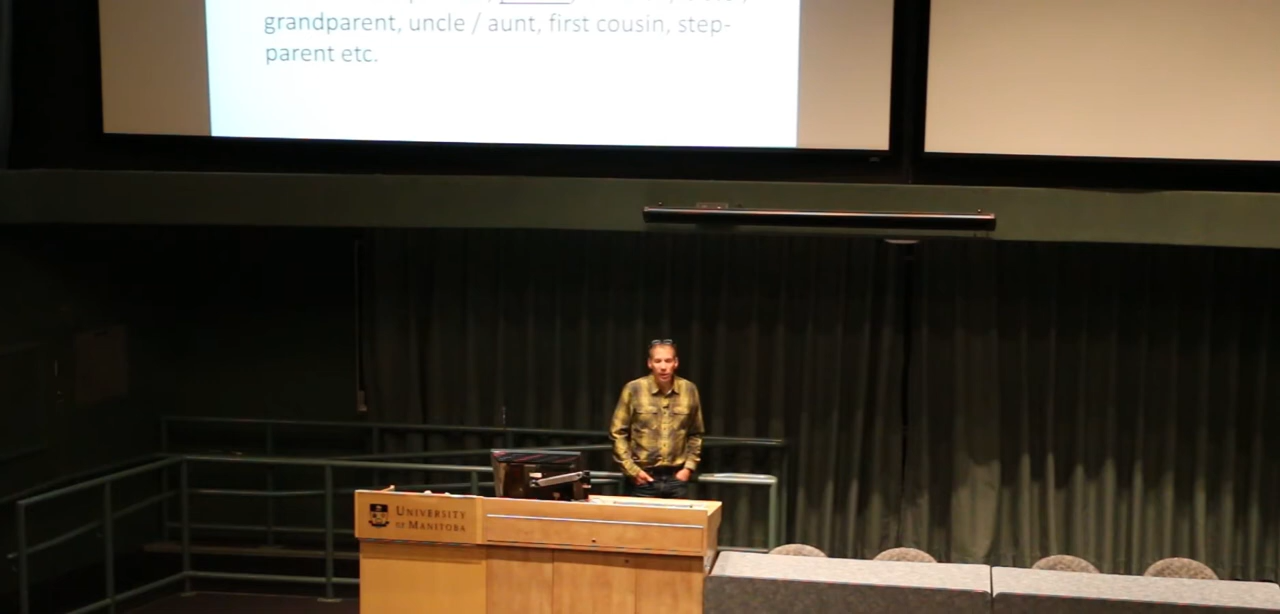 grandparent, uncle / aunt, first cousin, step-
parent etc.
UNIVERSITY
OF MANITOBA